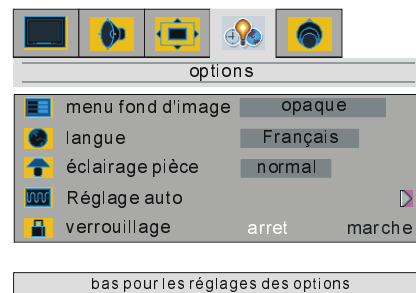 options
menu fond d'image opaque
langue Français
éclairage pièce normal
Réglage auto
verrouillage arret marche
bas pour les réglages des options